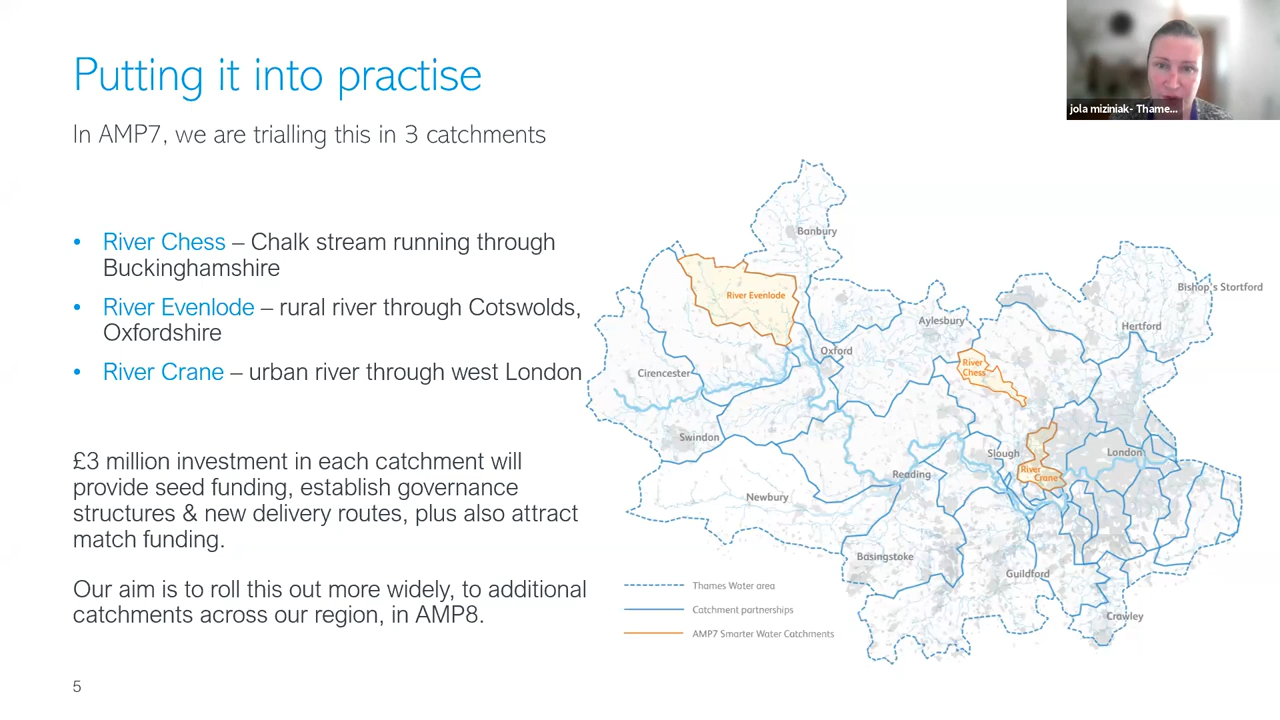 Putting it into practise
In AMP7, we are trialling this in 3 catchments
jola miziniak- Thame...
• River Chess – Chalk stream running through
Buckinghamshire
• River Evenlode – rural river through Cotswolds,
Oxfordshire
• River Crane – urban river through west London
£3 million investment in each catchment will
provide seed funding, establish governance
structures & new delivery routes, plus also attract
match funding.
Our aim is to roll this out more widely, to additional
catchments across our region, in AMP8.
Banbury
River Evenlode
Bishop's Stortford
Aylesbury
Hertford
Oxford
River
Chess
Cirencester
Swindon
Slough
London
Reading
River
Crane
Newbury
Basingstoke
Guildford
Crawley
Thames Water area
Catchment partnerships
AMP7 Smarter Water Catchments
5